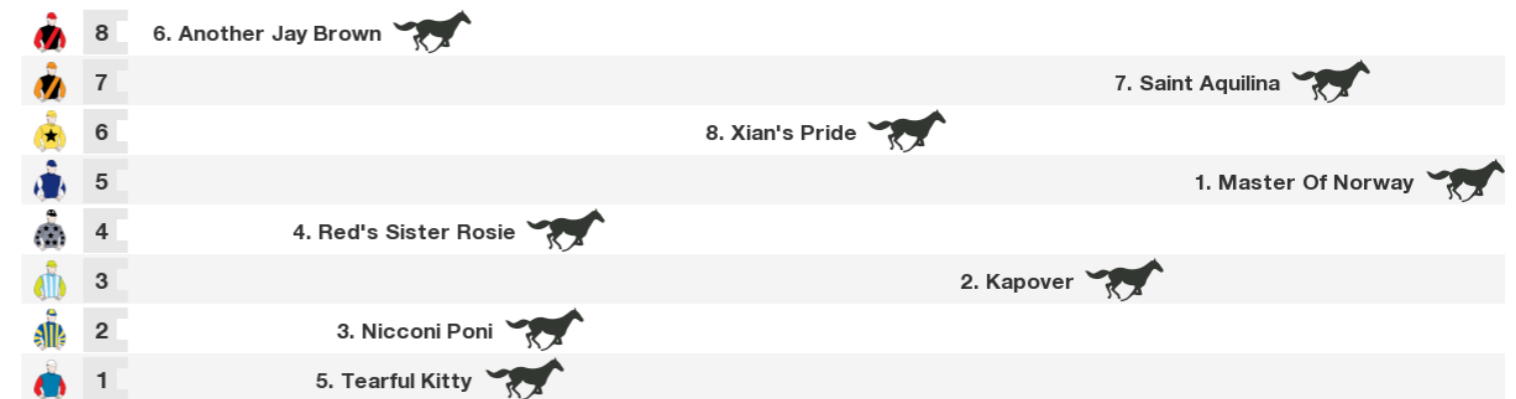 8 6. Another Jay Brown
7 7. Saint Aquilina
6 8. Xian's Pride
5 1. Master Of Norway
4 4. Red's Sister Rosie
3 2. Kapover
2 3. Nicconi Poni
1 5. Tearful Kitty